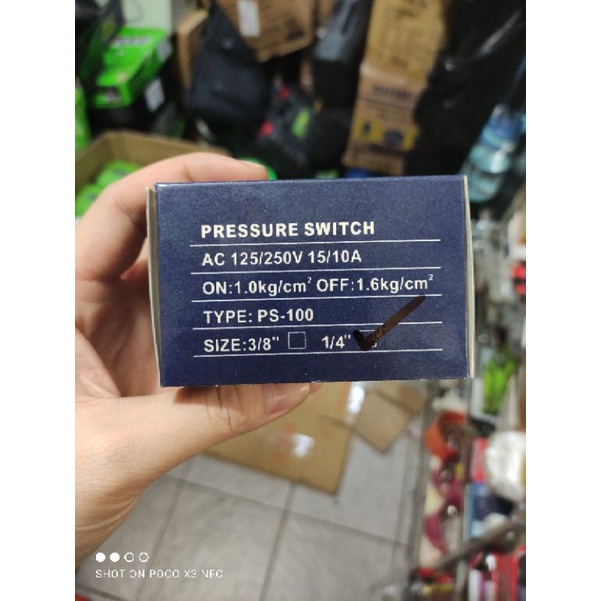 PRESSURE SWITCH
AC 125/250V 15/10A
ON:1.0kg/cm² OFF:1.6kg/cm²
TYPE: PS-100
SIZE:3/8" ☐ 1/4" ☑
SHOT ON POCO X3 NFC